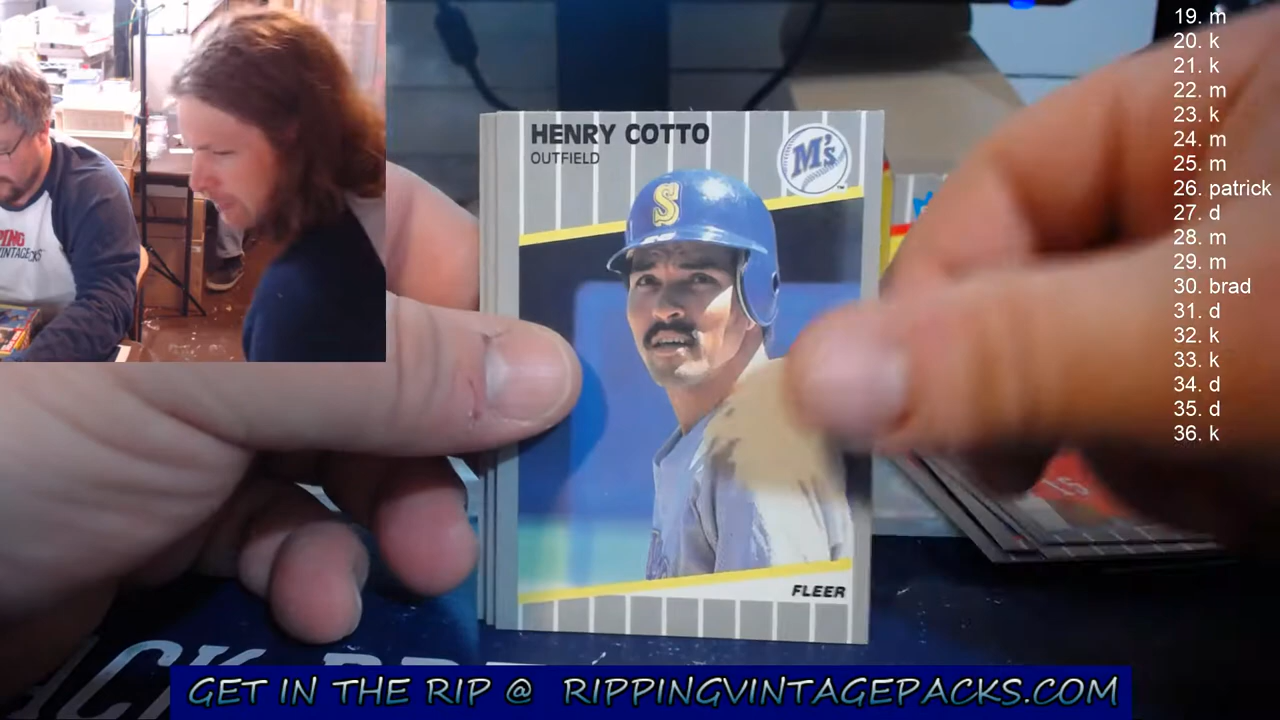 HENRY COTTO
OUTFIELD
M's
S
FLEER
19. m
20. k
21. k
22. m
23. k
24. m
25. m
26. patrick
27. d
28. m
29. m
30. brad
31. d
32. k
33. k
34. d
35. d
36. k
GET IN THE RIP @ RIPPINGVINTAGEPACKS.COM